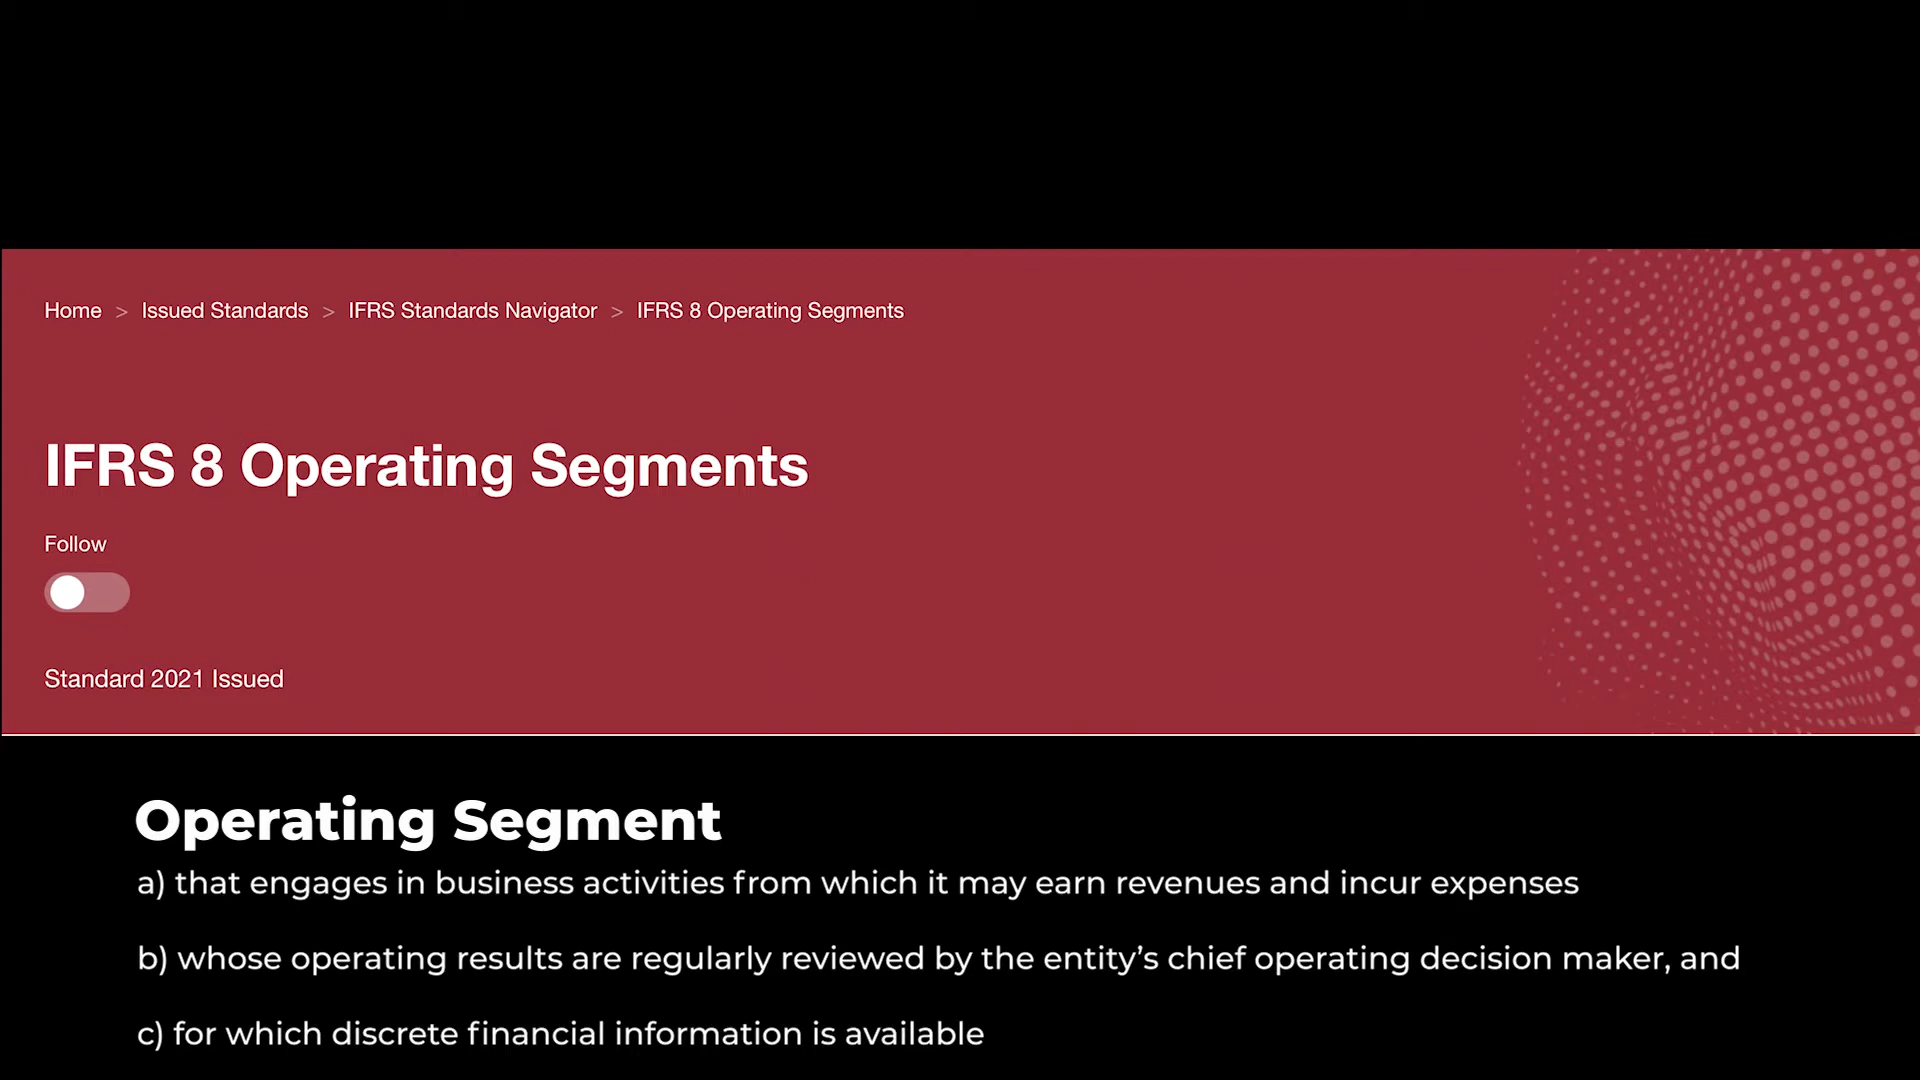 Home > Issued Standards > IFRS Standards Navigator > IFRS 8 Operating Segments
IFRS 8 Operating Segments
Follow
Standard 2021 Issued
Operating Segment
a) that engages in business activities from which it may earn revenues and incur expenses
b) whose operating results are regularly reviewed by the entity’s chief operating decision maker, and
c) for which discrete financial information is available